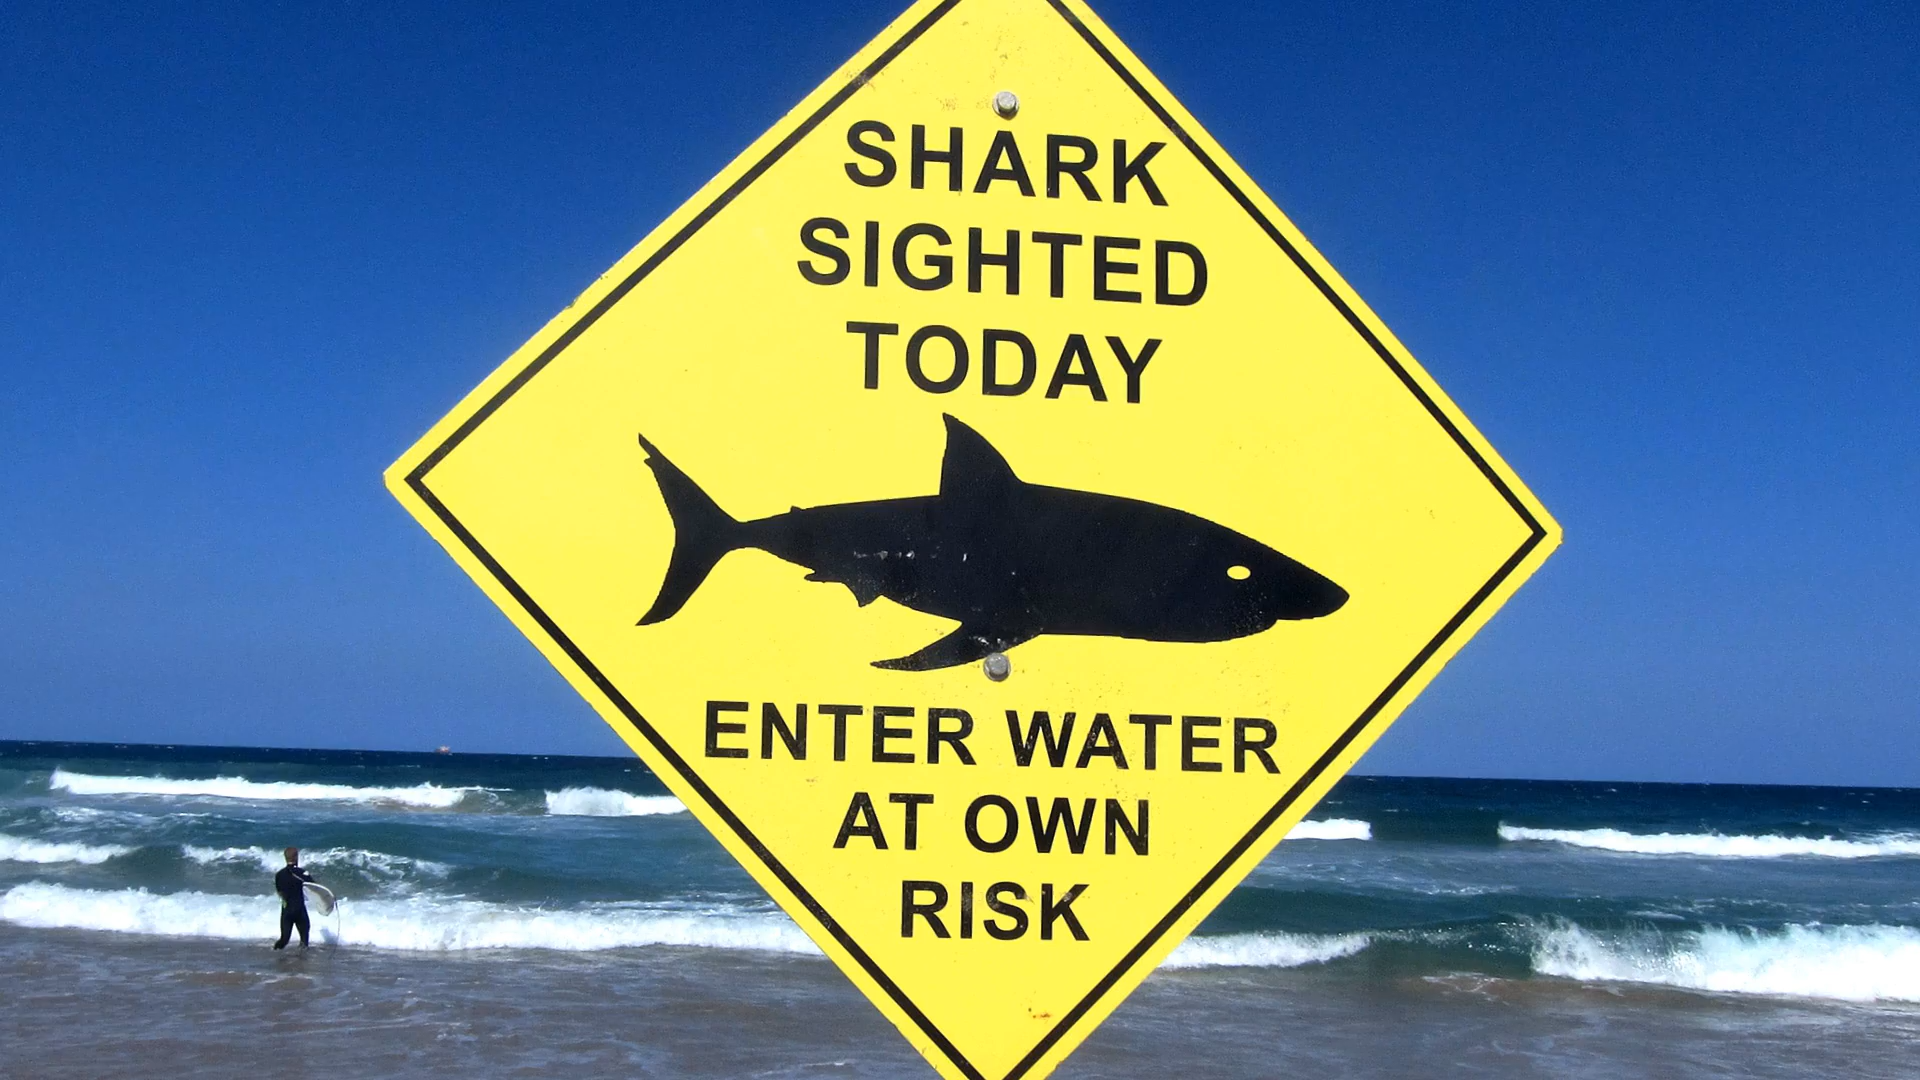 SHARK
SIGHTED
TODAY
ENTER WATER
AT OWN
RISK